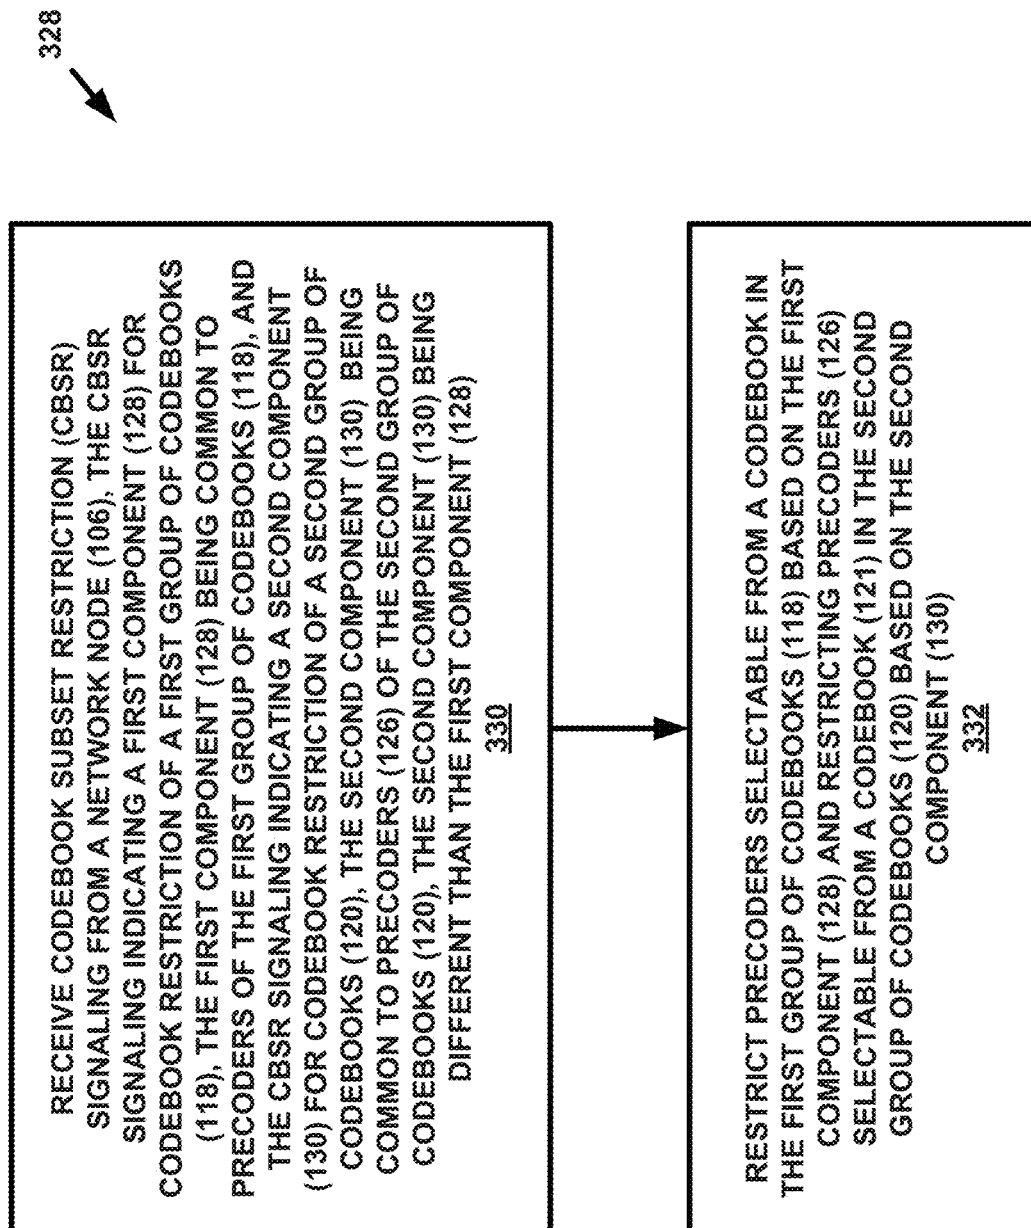 328
RECEIVE CODEBOOK SUBSET RESTRICTION (CBSR)
SIGNALING FROM A NETWORK NODE (106), THE CBSR
SIGNALING INDICATING A FIRST COMPONENT (128) FOR
CODEBOOK RESTRICTION OF A FIRST GROUP OF CODEBOOKS
(118), THE FIRST COMPONENT (128) BEING COMMON TO
PRECODERS OF THE FIRST GROUP OF CODEBOOKS (118), AND
THE CBSR SIGNALING INDICATING A SECOND COMPONENT
(130) FOR CODEBOOK RESTRICTION OF A SECOND GROUP OF
CODEBOOKS (120), THE SECOND COMPONENT (130) BEING
COMMON TO PRECODERS (126) OF THE SECOND GROUP OF
CODEBOOKS (120), THE SECOND COMPONENT (130) BEING
DIFFERENT THAN THE FIRST COMPONENT (128)
330
RESTRICT PRECODERS SELECTABLE FROM A CODEBOOK IN
THE FIRST GROUP OF CODEBOOKS (118) BASED ON THE FIRST
COMPONENT (128) AND RESTRICTING PRECODERS (126)
SELECTABLE FROM A CODEBOOK (121) IN THE SECOND
GROUP OF CODEBOOKS (120) BASED ON THE SECOND
COMPONENT (130)
332